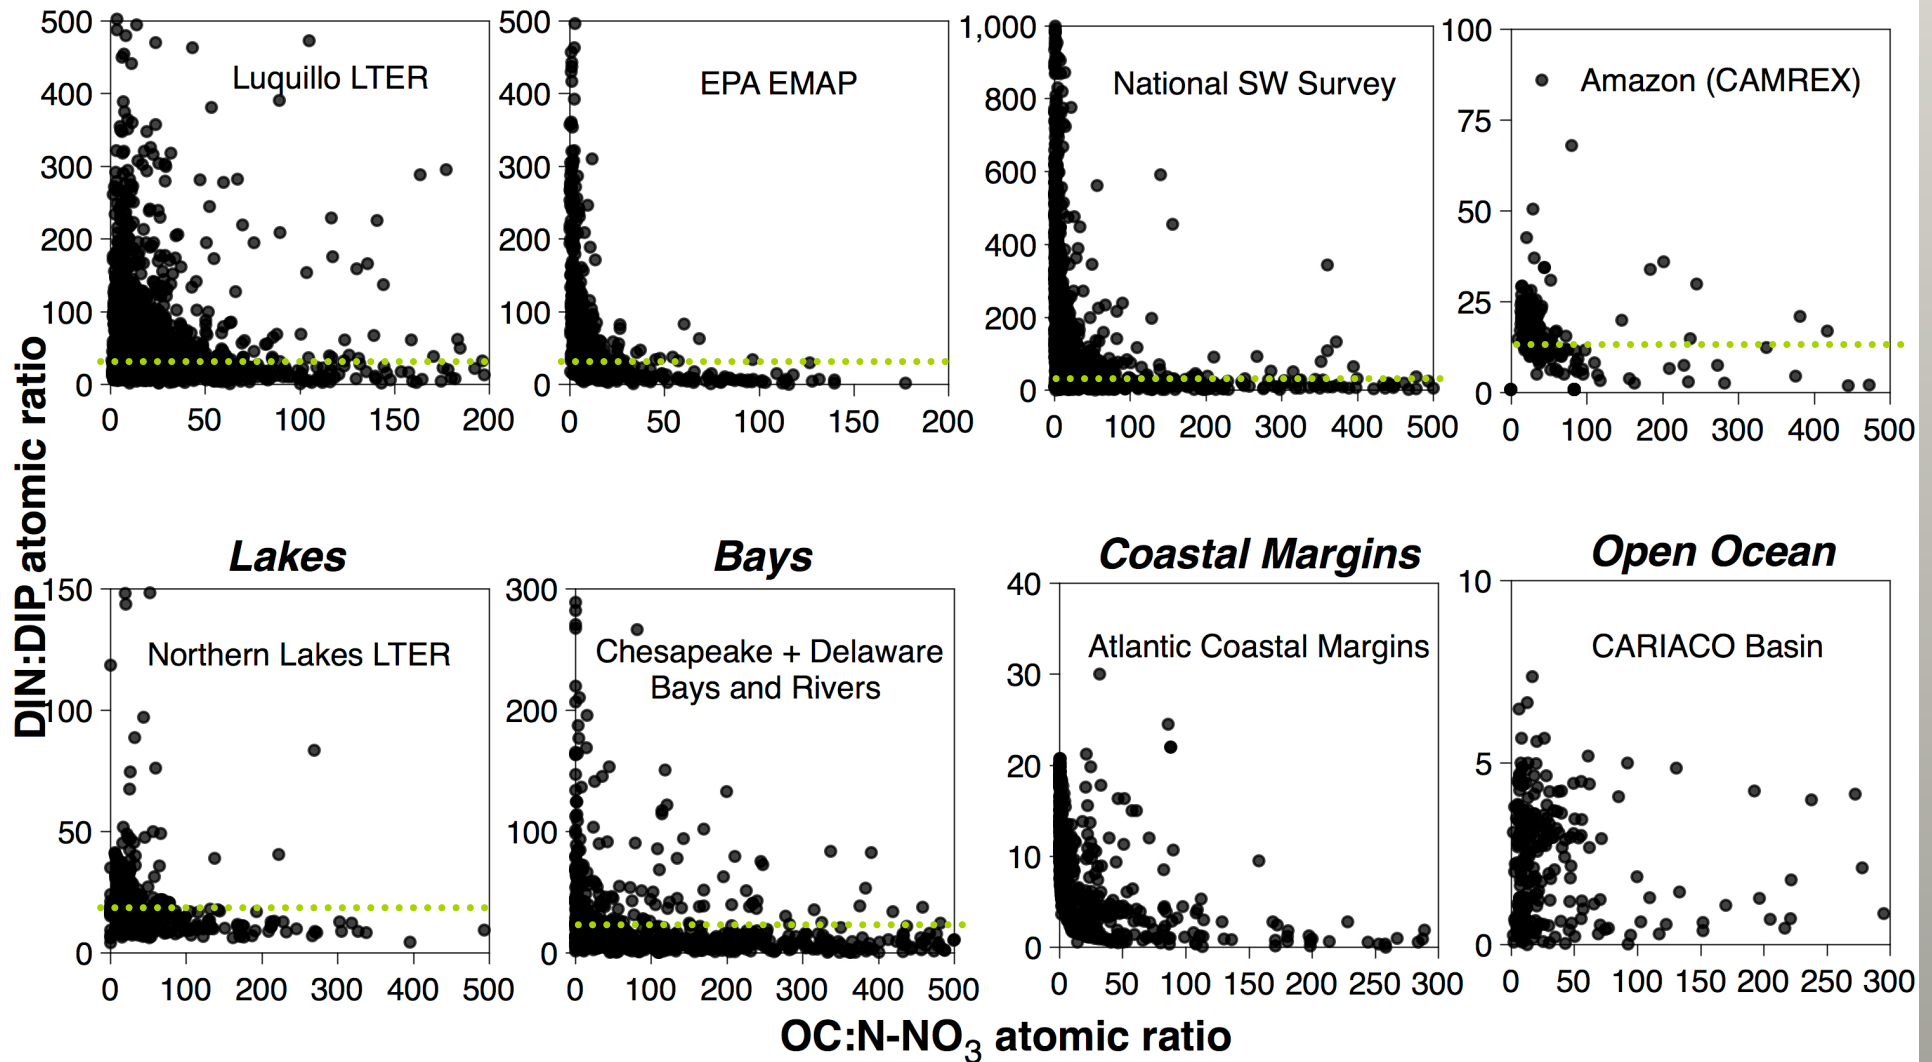 DIN:DIP atomic ratio
500
400
300
200
100
0
0 50 100 150 200
Luquillo LTER
500
400
300
200
100
0
0 50 100 150 200
EPA EMAP
1,000
800
600
400
200
0
0 100 200 300 400 500
National SW Survey
100
75
50
25
0
0 100 200 300 400 500
Amazon (CAMREX)
Lakes
150
100
50
0
0 100 200 300 400 500
Northern Lakes LTER
Bays
300
200
100
0
0 100 200 300 400 500
Chesapeake + Delaware
Bays and Rivers
Coastal Margins
40
30
20
10
0
0 50 100 150 200 250 300
Atlantic Coastal Margins
Open Ocean
10
5
0
0 50 100 150 200 250 300
CARIACO Basin
OC:N-NO₃ atomic ratio